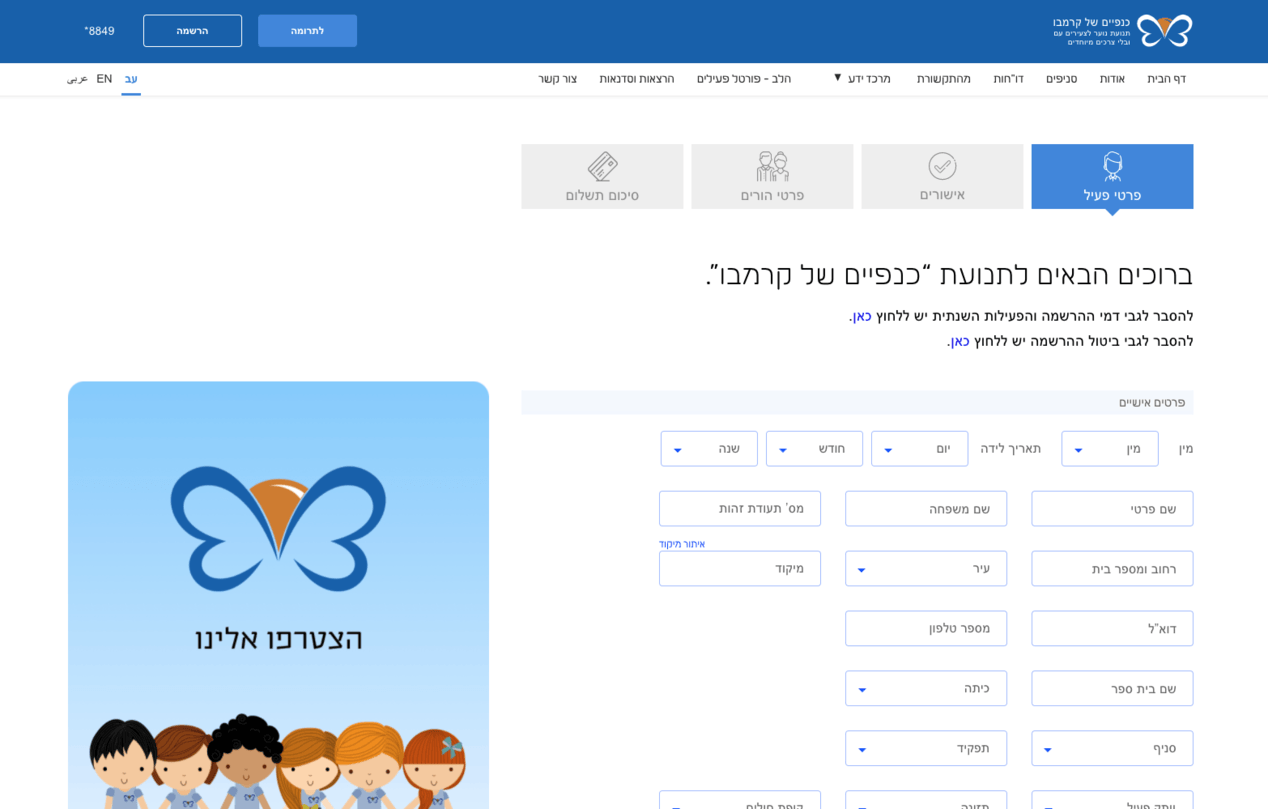 כנפיים של קרמבו
תנועת נוער לצעירים עם
ובלי צרכים מיוחדים
לתרומה
הרשמה
8849*
דף הבית
אודות
סניפים
דו"חות
מהתקשורת
מרכז ידע ▼
הלב - פורטל פעילים
הרצאות וסדנאות
צור קשר
עב
EN
عربى
פרטי פעיל
אישורים
פרטי הורים
סיכום תשלום
ברוכים הבאים לתנועת “כנפיים של קרמבו”.
להסבר לגבי דמי ההרשמה והפעילות השנתית יש ללחוץ כאן.
להסבר לגבי ביטול ההרשמה יש ללחוץ כאן.
פרטים אישיים
מין
מין
תאריך לידה
יום
חודש
שנה
שם פרטי
שם משפחה
מס' תעודת זהות
איתור מיקוד
רחוב ומספר בית
עיר
מיקוד
דוא"ל
מספר טלפון
שם בית ספר
כיתה
סניף
תפקיד
וותק פעיל
תזונה
קופת חולים
הצטרפו אלינו